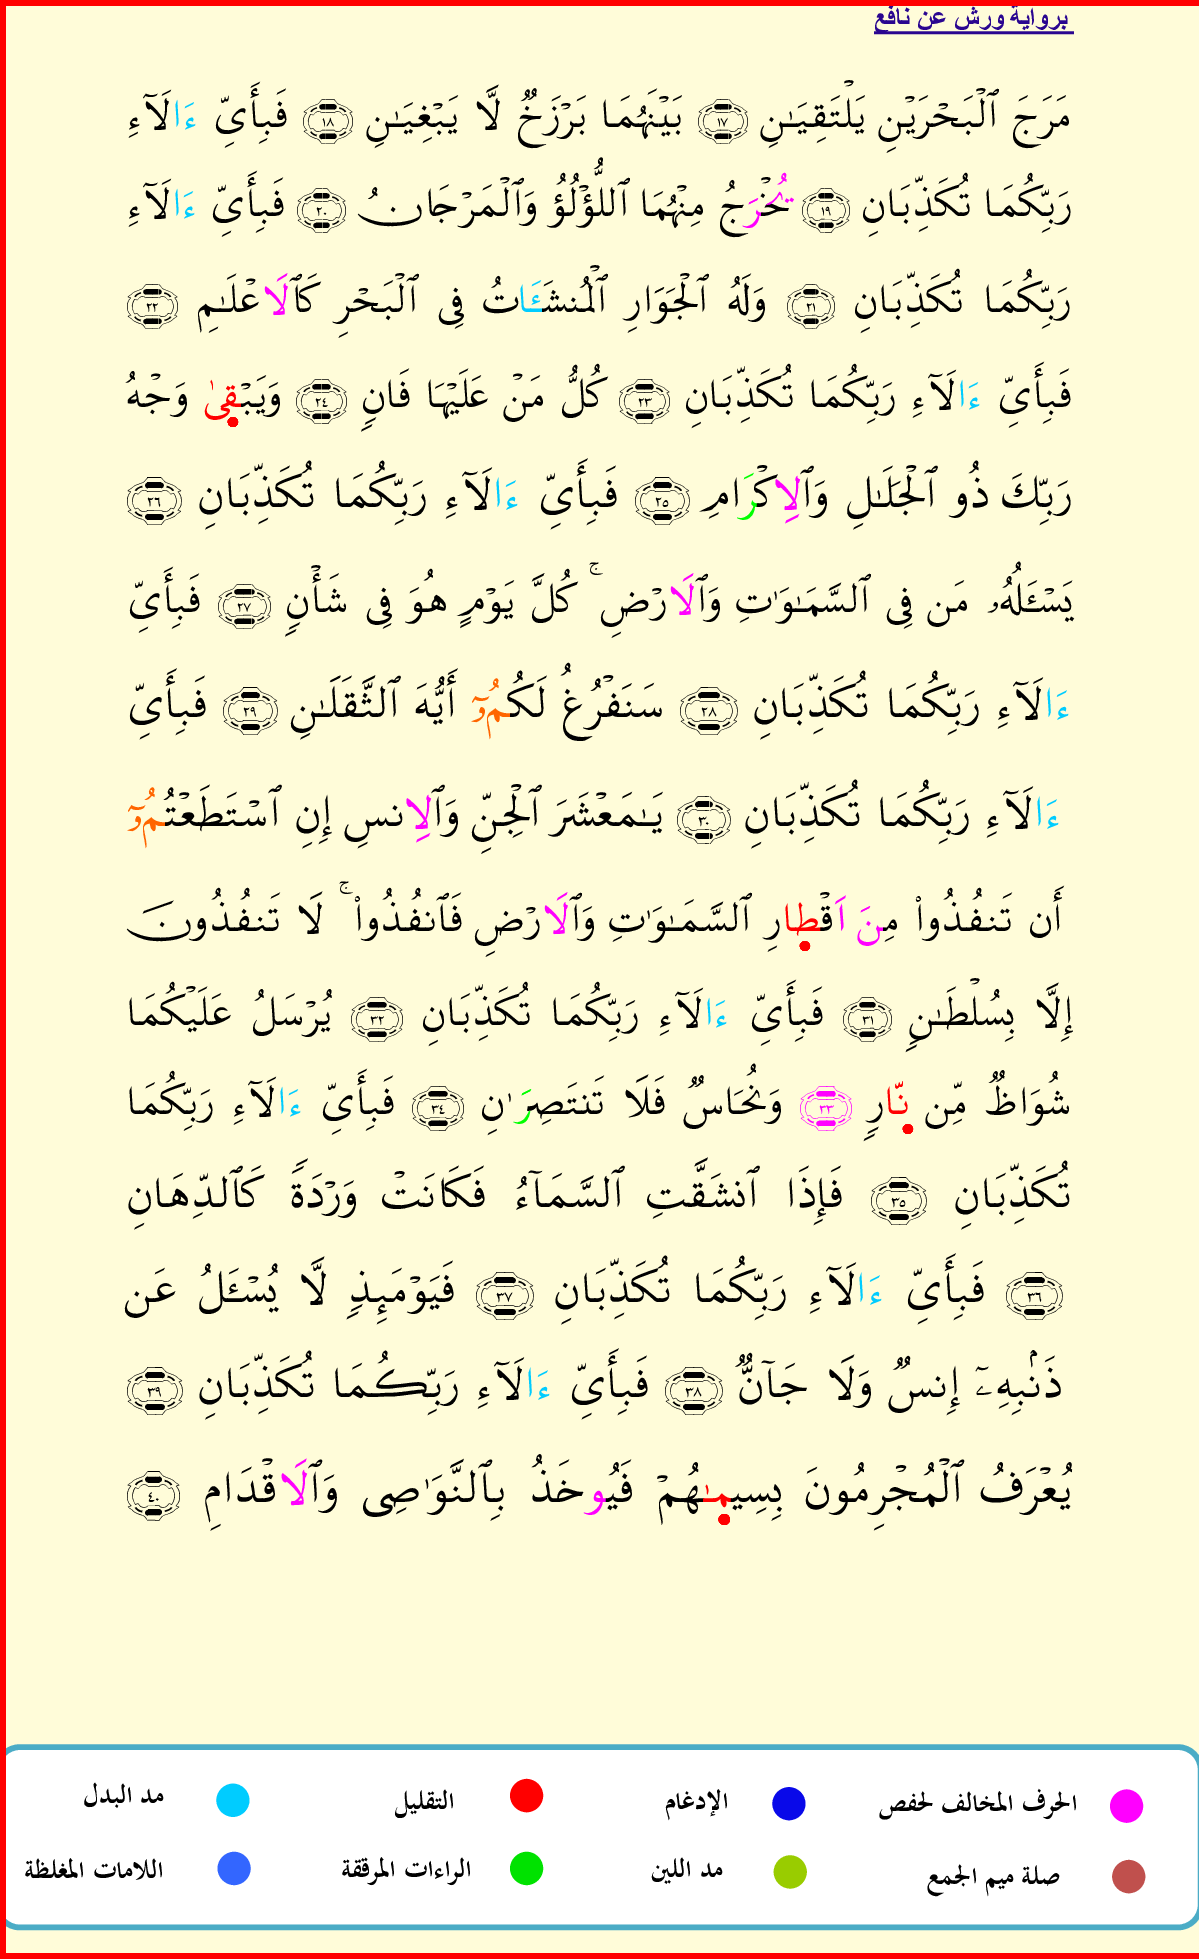 برواية ورش عن نافع
مَرَجَ ٱلْبَحْرَيْنِ يَلْتَقِيَـٰنِ ١٧ بَيْنَهُمَا بَرْزَخٌ لَّا يَبْغِيَـٰنِ ١٨ فَبِأَيِّ ءَالَآءِ
رَبِّكُمَا تُكَذِّبَانِ ١٩ يُخْرَجُ مِنْهُمَا ٱللُّؤْلُؤُ وَٱلْمَرْجَانُ ٢٠ فَبِأَيِّ ءَالَآءِ
رَبِّكُمَا تُكَذِّبَانِ ٢١ وَلَهُ ٱلْجَوَارِ ٱلْمُنشَـَٔاتُ فِى ٱلْبَحْرِ كَٱلَاعْلَـٰمِ ٢٢
فَبِأَيِّ ءَالَآءِ رَبِّكُمَا تُكَذِّبَانِ ٢٣ كُلُّ مَنْ عَلَيْهَا فَانٍ ٢٤ وَيَبْقىٰ وَجْهُ
رَبِّكَ ذُو ٱلْجَلَـٰلِ وَٱلِاكْرَامِ ٢٥ فَبِأَيِّ ءَالَآءِ رَبِّكُمَا تُكَذِّبَانِ ٢٦
يَسْـَٔلُهُۥ مَن فِى ٱلسَّمَـٰوَٰتِ وَٱلَارْضِ ۚ كُلَّ يَوْمٍ هُوَ فِى شَأْنٍ ٢٧ فَبِأَيِّ
ءَالَآءِ رَبِّكُمَا تُكَذِّبَانِ ٢٨ سَنَفْرُغُ لَكُمُۥٓ أَيُّهَ ٱلثَّقَلَـٰنِ ٢٩ فَبِأَيِّ
ءَالَآءِ رَبِّكُمَا تُكَذِّبَانِ ٣٠ يَـٰمَعْشَرَ ٱلْجِنِّ وَٱلِانسِ إِنِ ٱسْتَطَعْتُمُۥٓ
أَن تَنفُذُواْ مِنَ اَقْطارِ ٱلسَّمَـٰوَٰتِ وَٱلَارْضِ فَٱنفُذُواْ ۚ لَا تَنفُذُونَ
إِلَّا بِسُلْطَـٰنٍ ٣١ فَبِأَيِّ ءَالَآءِ رَبِّكُمَا تُكَذِّبَانِ ٣٢ يُرْسَلُ عَلَيْكُمَا
شُوَاظٌ مِّن نّارٍ ٣٣ وَنُحَاسٌ فَلَا تَنتَصِرَٰنِ ٣٤ فَبِأَيِّ ءَالَآءِ رَبِّكُمَا
تُكَذِّبَانِ ٣٥ فَإِذَا ٱنشَقَّتِ ٱلسَّمَآءُ فَكَانَتْ وَرْدَةً كَٱلدِّهَانِ
٣٦ فَبِأَيِّ ءَالَآءِ رَبِّكُمَا تُكَذِّبَانِ ٣٧ فَيَوْمَئِذٍ لَّا يُسْـَٔلُ عَن
ذَنۢبِهِۦٓ إِنسٌ وَلَا جَآنٌّ ٣٨ فَبِأَيِّ ءَالَآءِ رَبِّكُمَا تُكَذِّبَانِ ٣٩
يُعْرَفُ ٱلْمُجْرِمُونَ بِسِيمـٰهُمْ فَيُوخَذُ بِٱلنَّوَٰصِى وَٱلَاقْدَامِ ٤٠
الحرف المخالف لحفص الإدغام التقليل مد البدل
صلة ميم الجمع مد اللين الراءات المرققة اللامات المغلظة